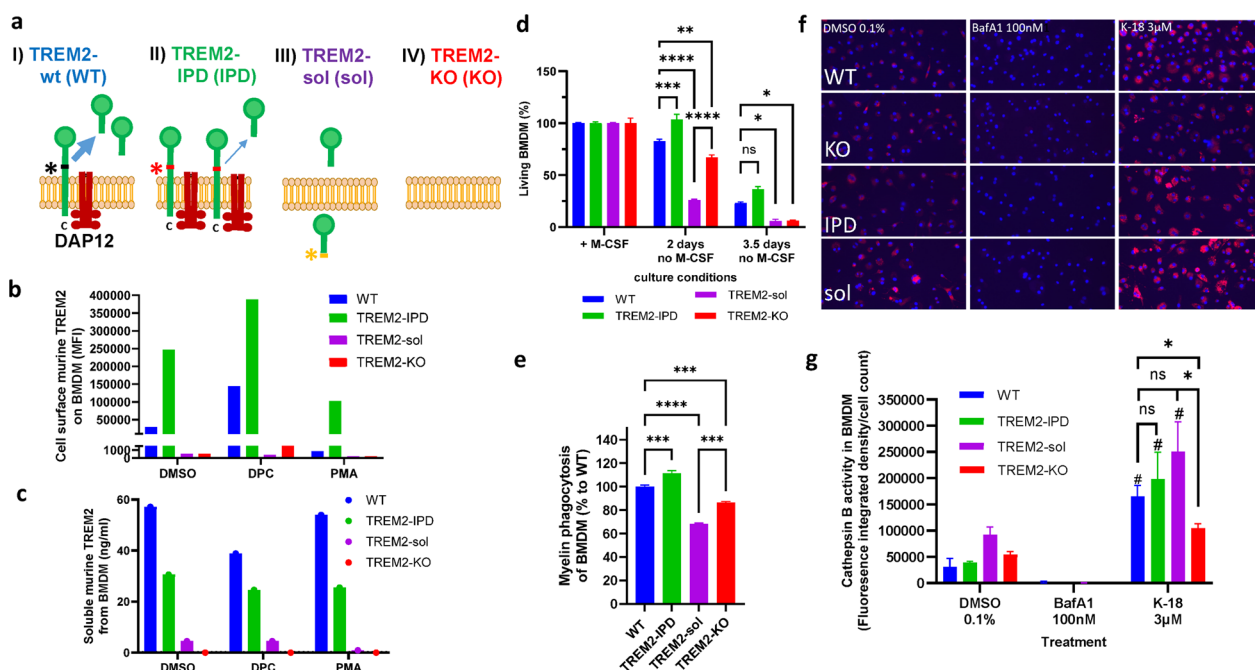 a
I) TREM2-
wt (WT)
II) TREM2-
IPD (IPD)
III) TREM2-
sol (sol)
IV) TREM2-
KO (KO)
*
*
*
C
C
C
DAP12
b
Cell surface murine TREM2
on BMDM (MFI)
400000
350000
300000
250000
200000
150000
100000
50000
1000
0
WT
TREM2-IPD
TREM2-sol
TREM2-KO
DMSO
DPC
PMA
c
Soluble murine TREM2
from BMDM (ng/ml)
60
40
20
0
WT
TREM2-IPD
TREM2-sol
TREM2-KO
DMSO
DPC
PMA
d
Living BMDM (%)
150
100
50
0
**
****
***
****
*
*
ns
+ M-CSF
2 days
no M-CSF
3.5 days
no M-CSF
culture conditions
WT
TREM2-sol
TREM2-IPD
TREM2-KO
e
Myelin phagocytosis
of BMDM (% to WT)
140
120
100
80
60
40
20
0
***
****
***
***
WT
TREM2-IPD
TREM2-sol
TREM2-KO
f
DMSO 0.1%
BafA1 100nM
K-18 3µM
WT
KO
IPD
sol
g
Cathepsin B activity in BMDM
(Fluoresence integrated density/cell count)
400000
350000
300000
250000
200000
150000
100000
50000
0
WT
TREM2-IPD
TREM2-sol
TREM2-KO
*
ns
*
ns
#
#
#
DMSO
0.1%
BafA1
100nM
K-18
3µM
Treatment